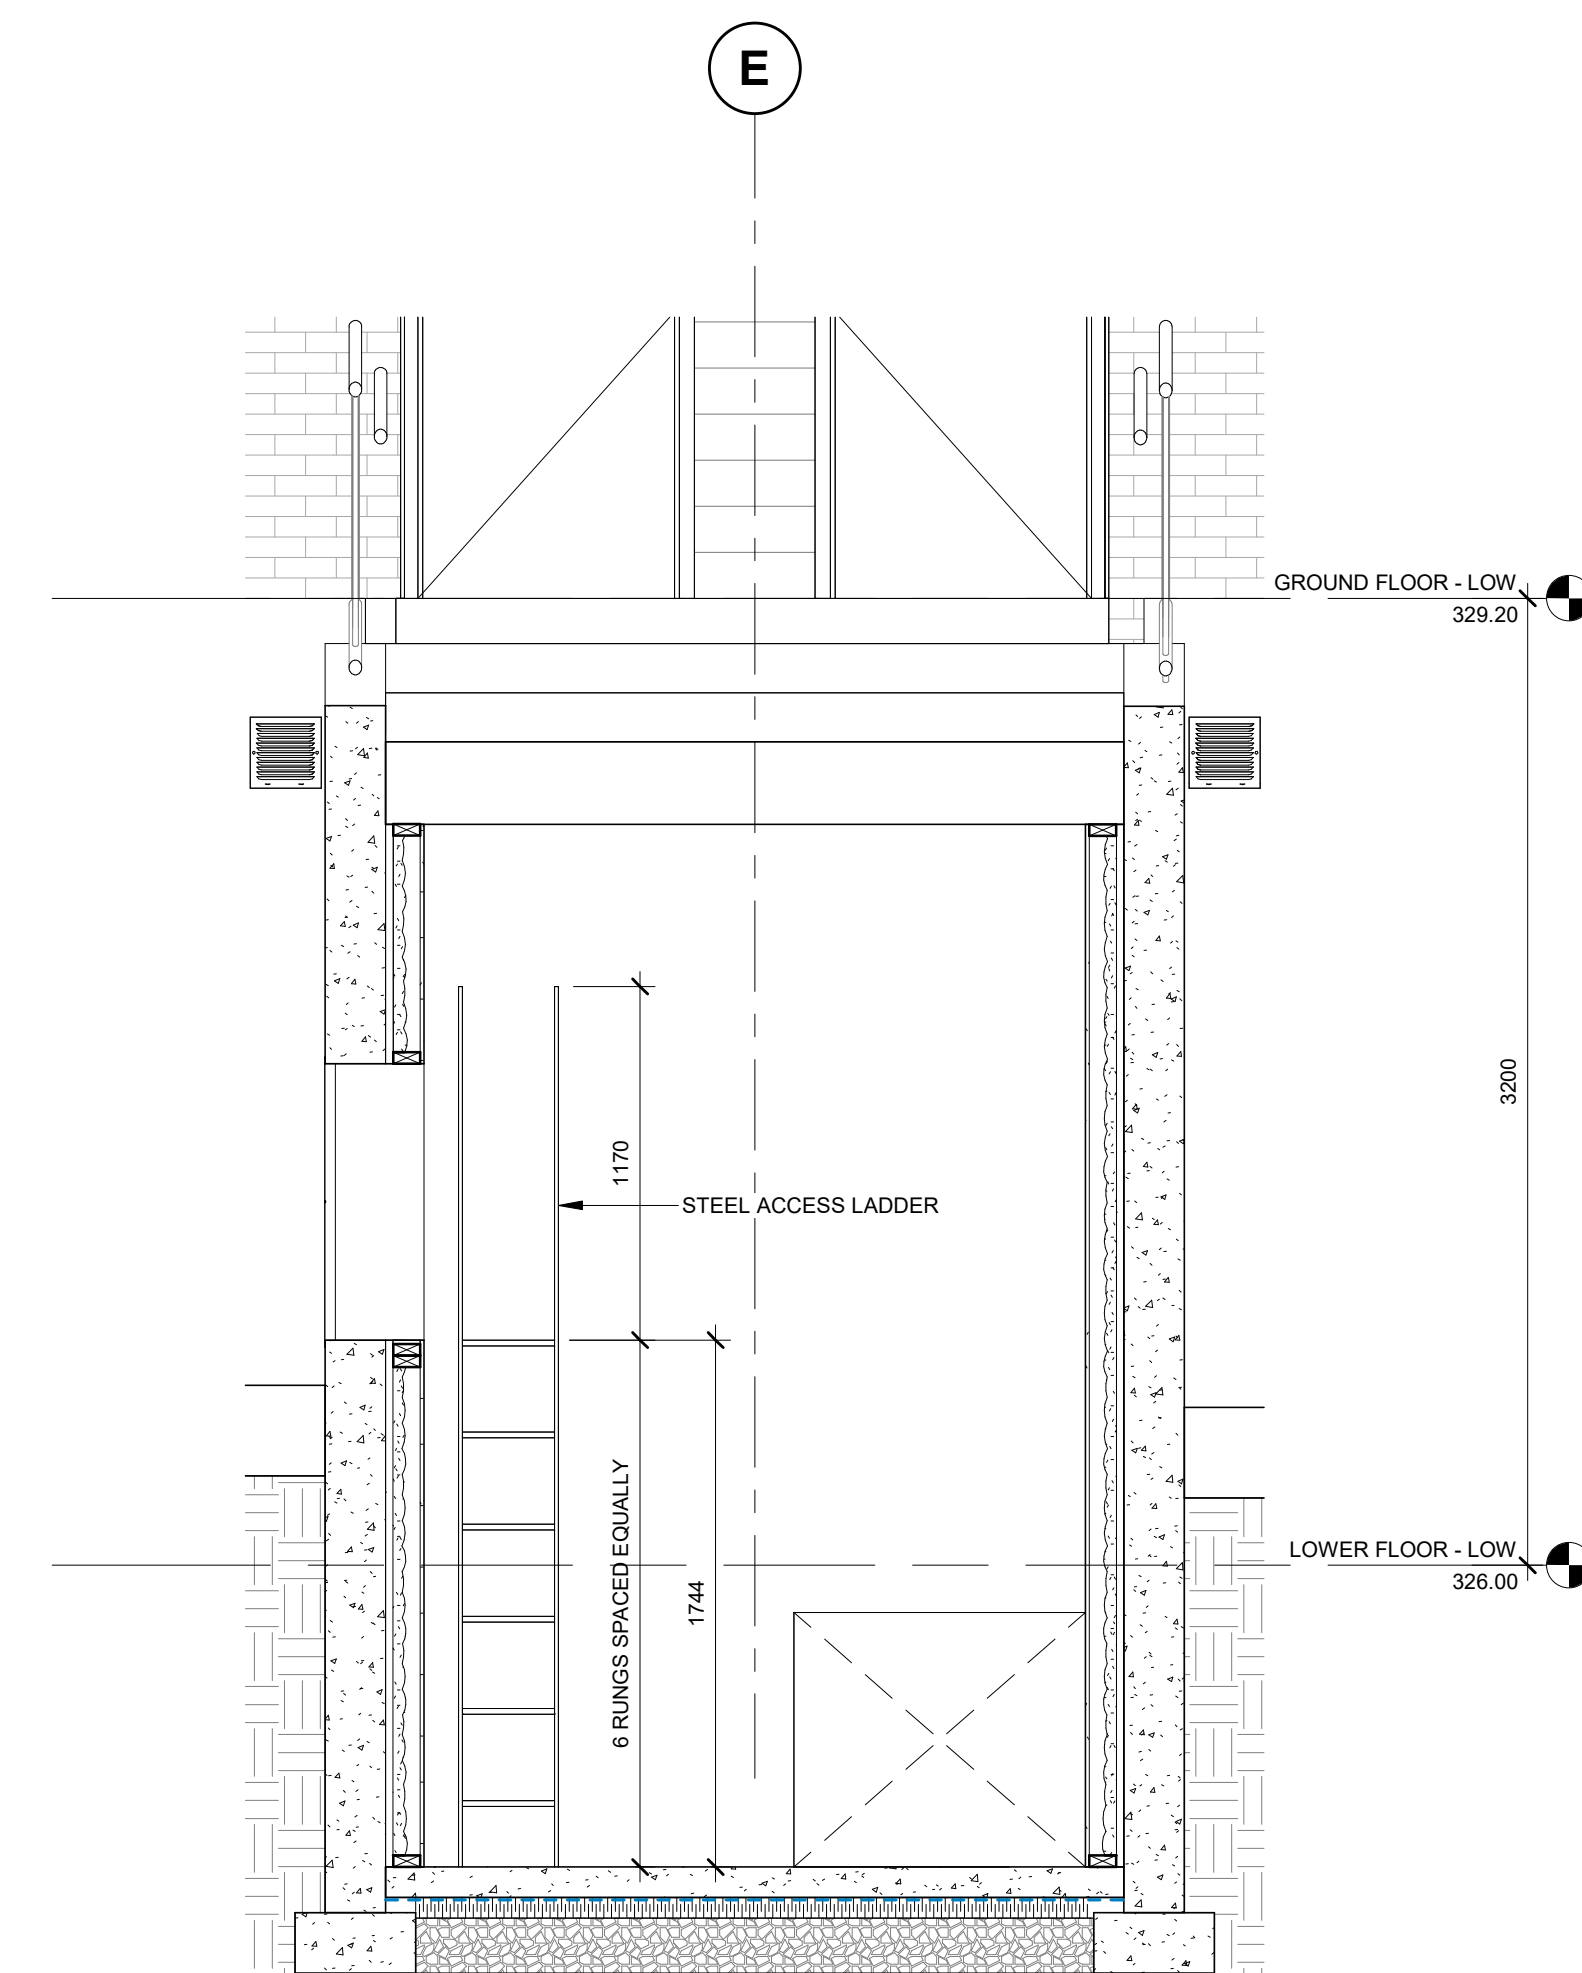 E
GROUND FLOOR - LOW
329.20
3200
1170
STEEL ACCESS LADDER
6 RUNGS SPACED EQUALLY
1744
LOWER FLOOR - LOW
326.00